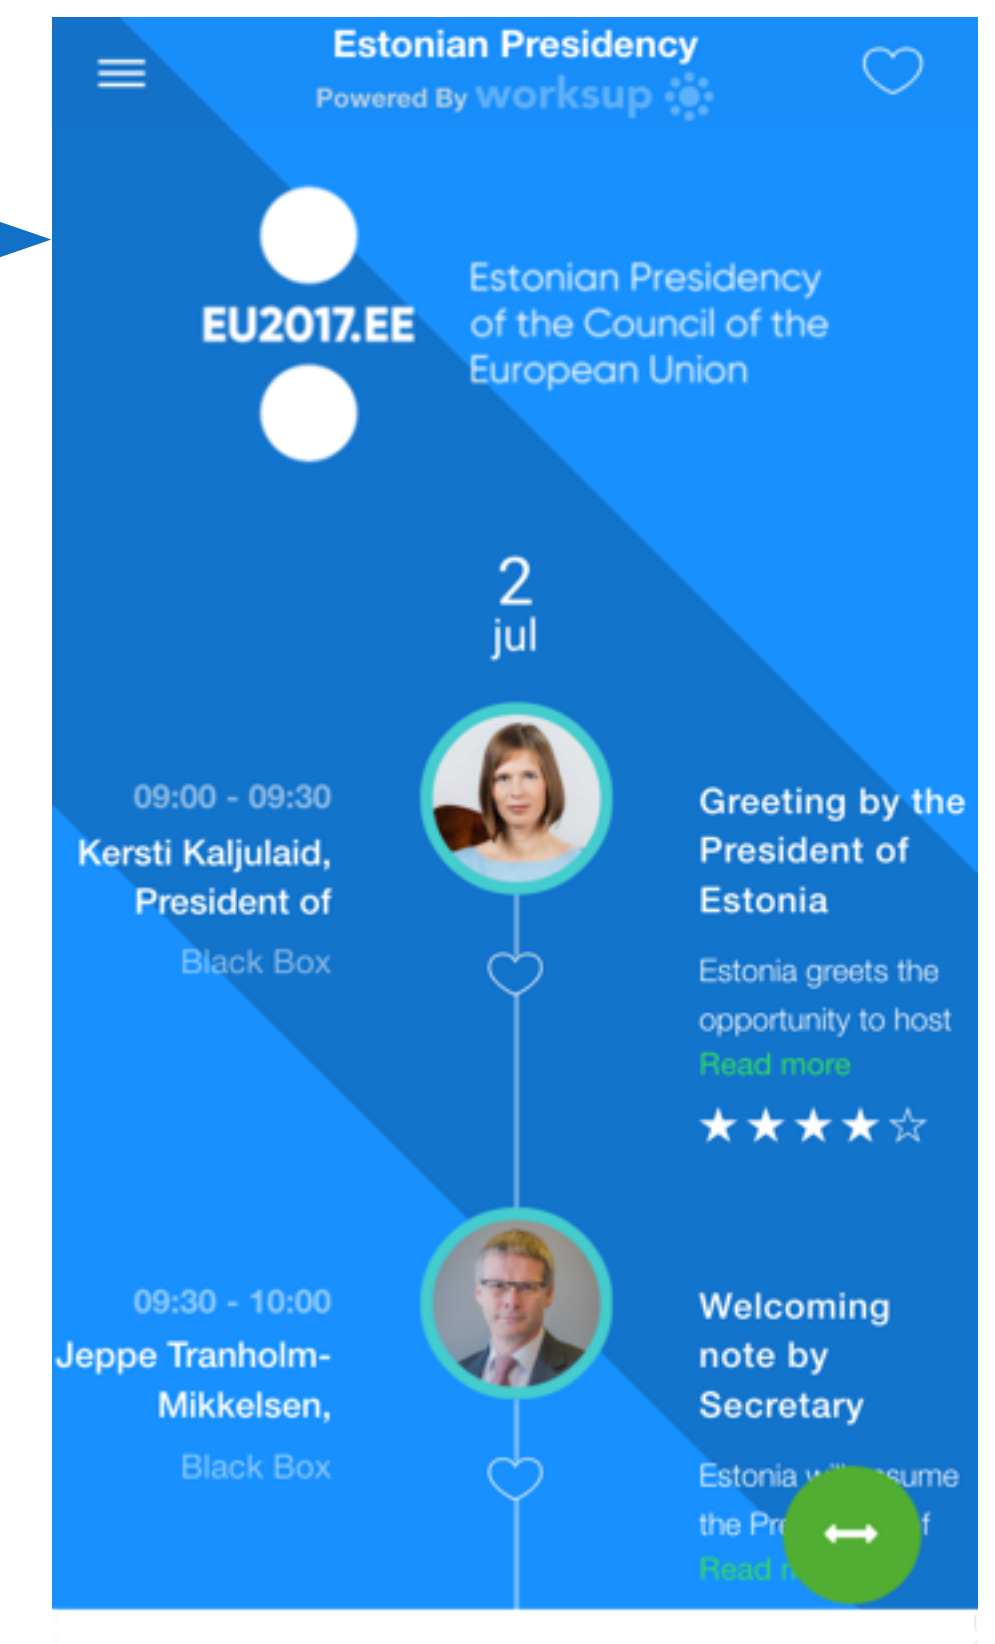 Estonian Presidency
Powered By worksup
EU2017.EE
Estonian Presidency
of the Council of the
European Union
2
jul
09:00 - 09:30
Kersti Kaljulaid,
President of
Black Box
Greeting by the
President of
Estonia
Estonia greets the
opportunity to host
Read more
09:30 - 10:00
Jeppe Tranholm-
Mikkelsen,
Black Box
Welcoming
note by
Secretary
Estonia
the
Read